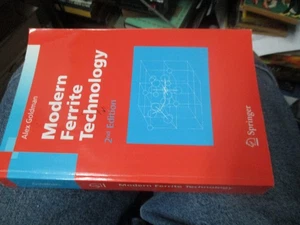 Alex Goldman
Modern
Ferrite
Technology
2nd Edition
Springer
Modern Ferrite Technology